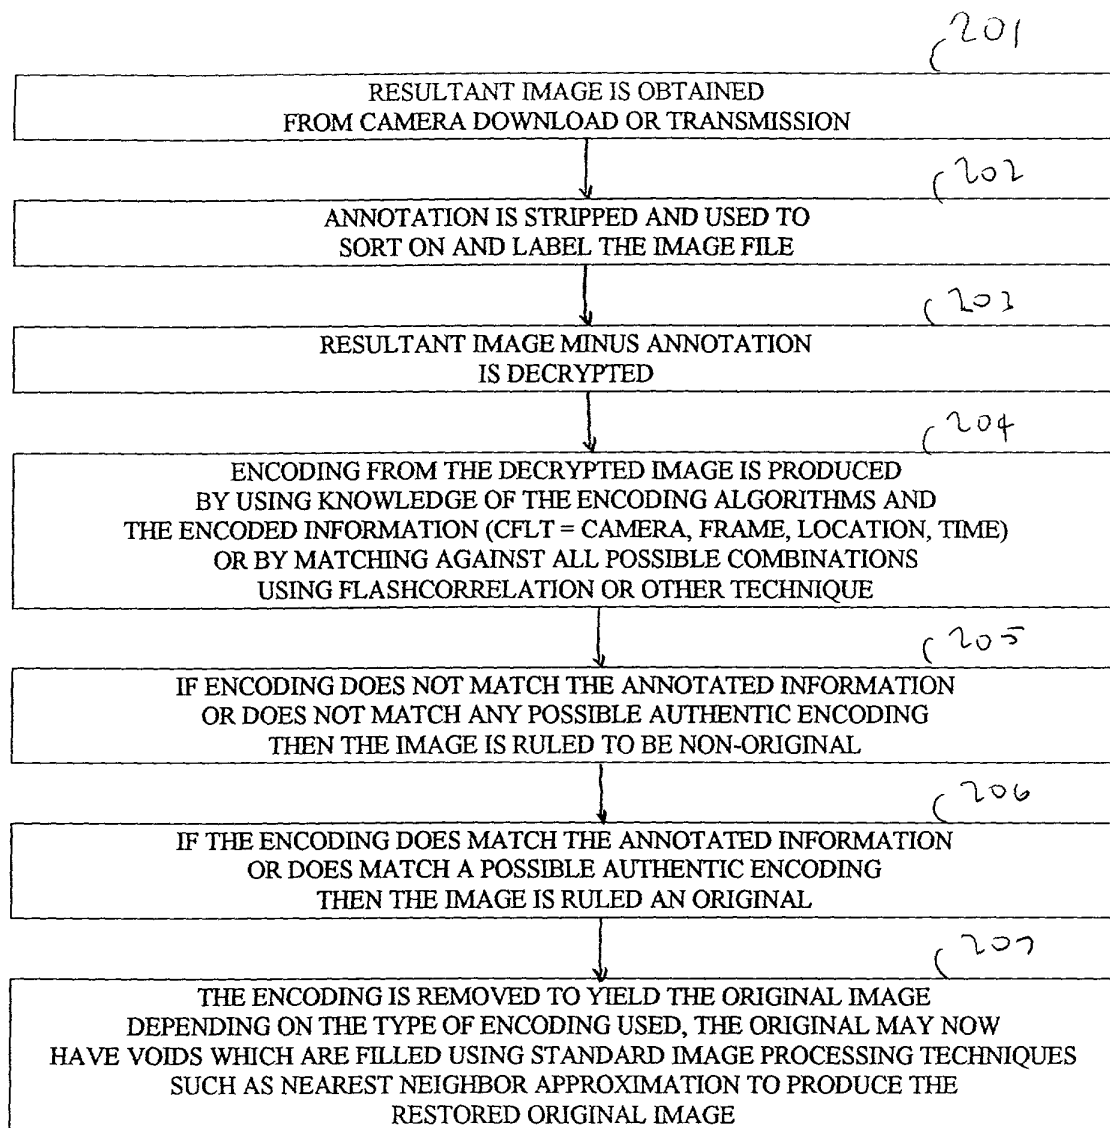 201
RESULTANT IMAGE IS OBTAINED
FROM CAMERA DOWNLOAD OR TRANSMISSION
202
ANNOTATION IS STRIPPED AND USED TO
SORT ON AND LABEL THE IMAGE FILE
203
RESULTANT IMAGE MINUS ANNOTATION
IS DECRYPTED
204
ENCODING FROM THE DECRYPTED IMAGE IS PRODUCED
BY USING KNOWLEDGE OF THE ENCODING ALGORITHMS AND
THE ENCODED INFORMATION (CFLT = CAMERA, FRAME, LOCATION, TIME)
OR BY MATCHING AGAINST ALL POSSIBLE COMBINATIONS
USING FLASHCORRELATION OR OTHER TECHNIQUE
205
IF ENCODING DOES NOT MATCH THE ANNOTATED INFORMATION
OR DOES NOT MATCH ANY POSSIBLE AUTHENTIC ENCODING
THEN THE IMAGE IS RULED TO BE NON-ORIGINAL
206
IF THE ENCODING DOES MATCH THE ANNOTATED INFORMATION
OR DOES MATCH A POSSIBLE AUTHENTIC ENCODING
THEN THE IMAGE IS RULED AN ORIGINAL
207
THE ENCODING IS REMOVED TO YIELD THE ORIGINAL IMAGE
DEPENDING ON THE TYPE OF ENCODING USED, THE ORIGINAL MAY NOW
HAVE VOIDS WHICH ARE FILLED USING STANDARD IMAGE PROCESSING TECHNIQUES
SUCH AS NEAREST NEIGHBOR APPROXIMATION TO PRODUCE THE
RESTORED ORIGINAL IMAGE